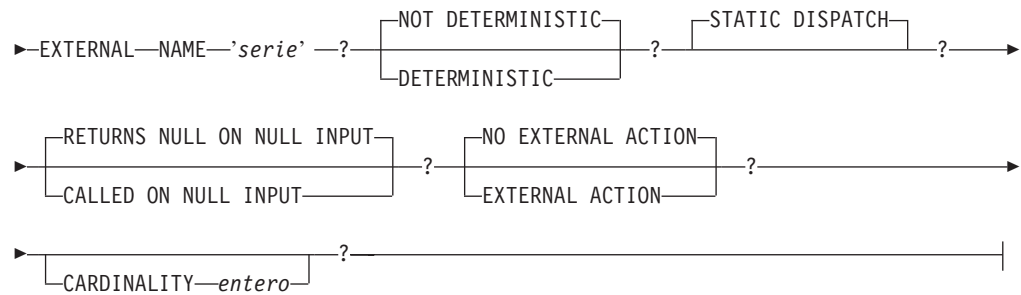 NOT DETERMINISTIC STATIC DISPATCH
EXTERNAL NAME 'serie' ? ? ?
DETERMINISTIC
RETURNS NULL ON NULL INPUT NO EXTERNAL ACTION
? ?
CALLED ON NULL INPUT EXTERNAL ACTION
?
CARDINALITY entero